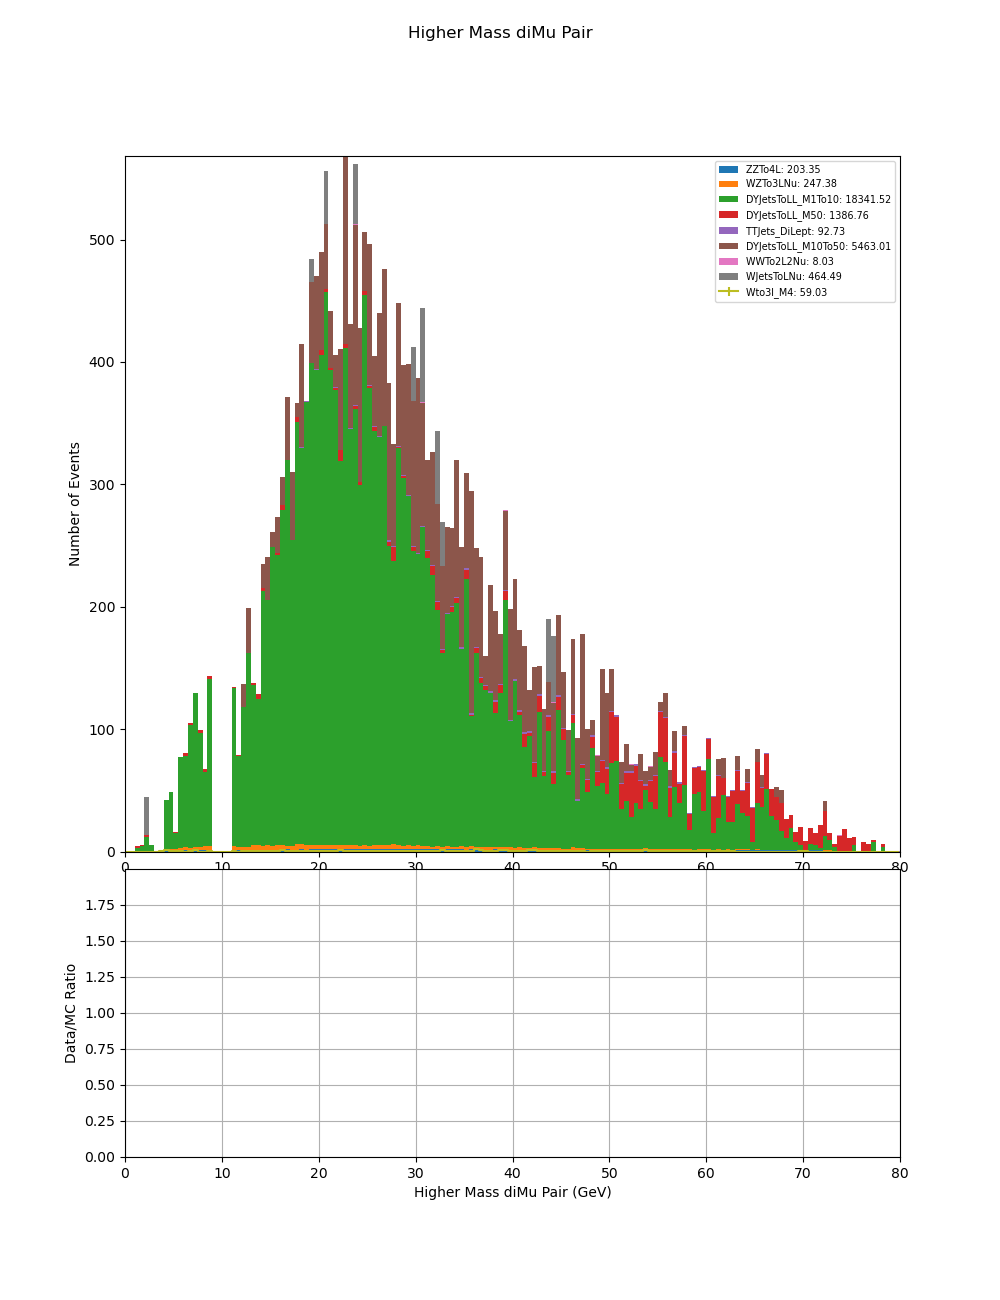 Higher Mass diMu Pair
ZZTo4L: 203.35
WZTo3LNu: 247.38
DYJetsToLL_M1To10: 18341.52
DYJetsToLL_M50: 1386.76
TTJets_DiLept: 92.73
DYJetsToLL_M10To50: 5463.01
WWTo2L2Nu: 8.03
WJetsToLNu: 464.49
Wto3l_M4: 59.03
Number of Events
500
400
300
200
100
0
0 10 20 30 40 50 60 70 80
Data/MC Ratio
1.75
1.50
1.25
1.00
0.75
0.50
0.25
0.00
0 10 20 30 40 50 60 70 80
Higher Mass diMu Pair (GeV)